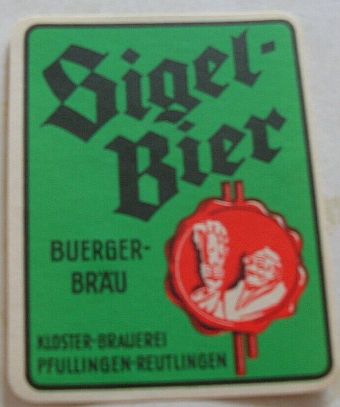 Sigel-
Bier
BUERGER-
BRÄU
KLOSTER-BRAUEREI
PFULLINGEN-REUTLINGEN